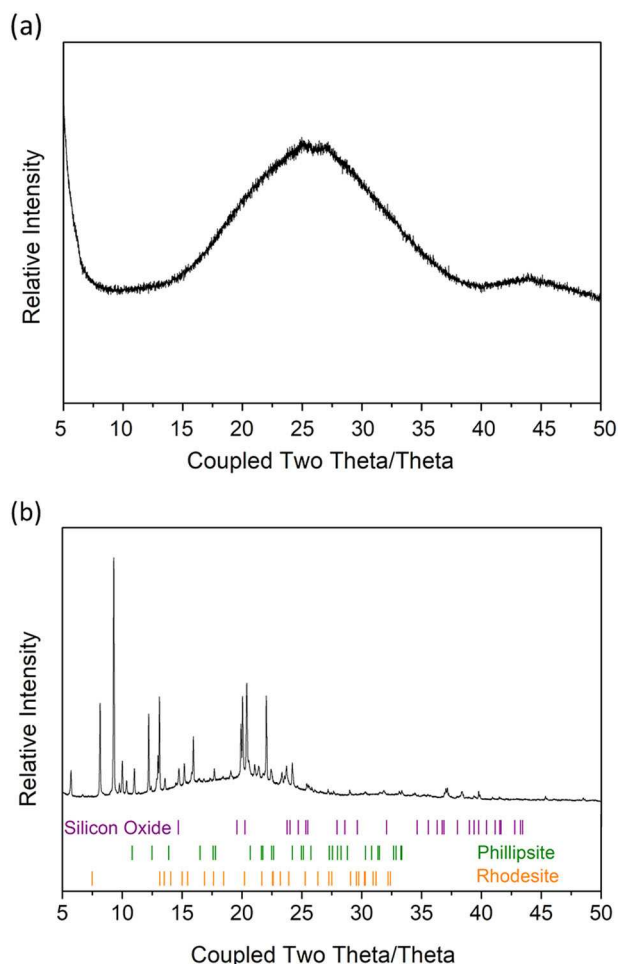 (a)
Relative Intensity
5 10 15 20 25 30 35 40 45 50
Coupled Two Theta/Theta
(b)
Relative Intensity
Silicon Oxide
Phillipsite
Rhodesite
5 10 15 20 25 30 35 40 45 50
Coupled Two Theta/Theta